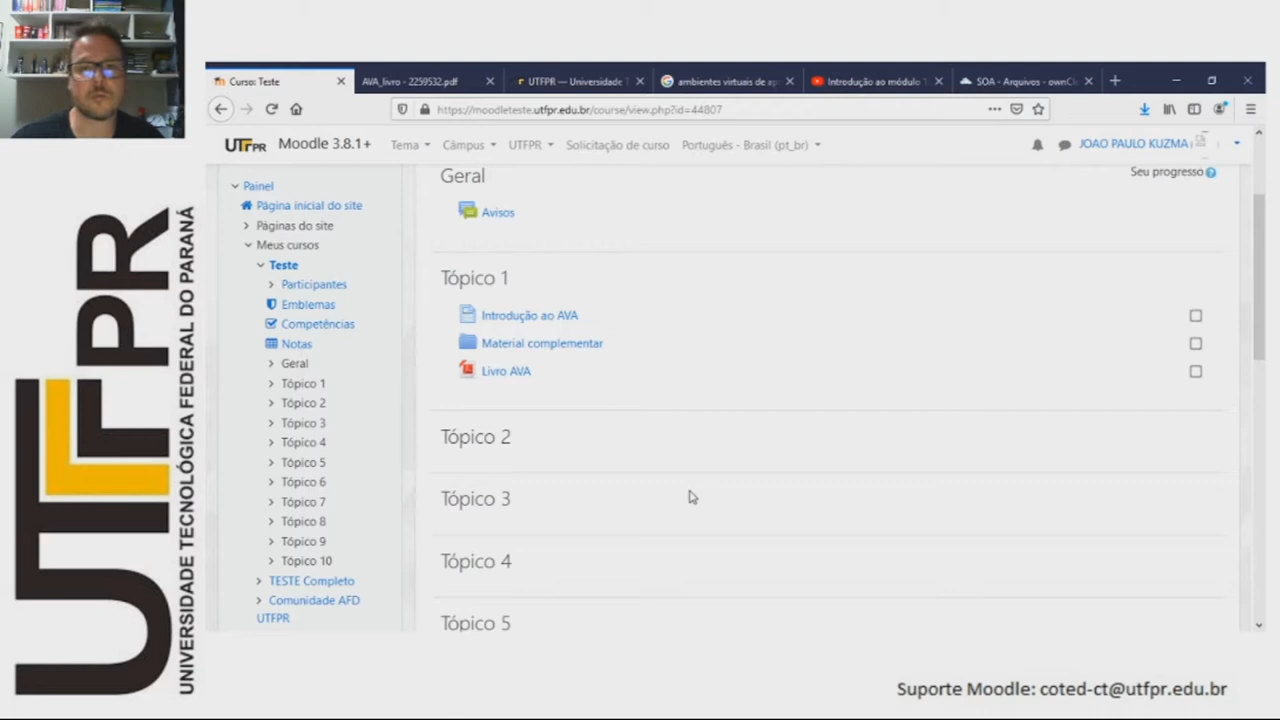 Curso: Teste
AVA_livro - 2259532.pdf
UTFPR — Universidade
ambientes virtuais de ap
Introdução ao módulo
SOA - Arquivos - ownCl
https://moodleteste.utfpr.edu.br/course/view.php?id=44807
UTFPR
Moodle 3.8.1+
Tema
Câmpus
UTFPR
Solicitação de curso
Português - Brasil (pt_br)
JOAO PAULO KUZMA
Painel
Página inicial do site
Páginas do site
Meus cursos
Teste
Participantes
Emblemas
Competências
Notas
Geral
Tópico 1
Tópico 2
Tópico 3
Tópico 4
Tópico 5
Tópico 6
Tópico 7
Tópico 8
Tópico 9
Tópico 10
TESTE Completo
Comunidade AFD
UTFPR
Geral
Seu progresso
Avisos
Tópico 1
Introdução ao AVA
Material complementar
Livro AVA
Tópico 2
Tópico 3
Tópico 4
Tópico 5
UTFPR
UNIVERSIDADE TECNOLÓGICA FEDERAL DO PARANÁ
Suporte Moodle: coted-ct@utfpr.edu.br